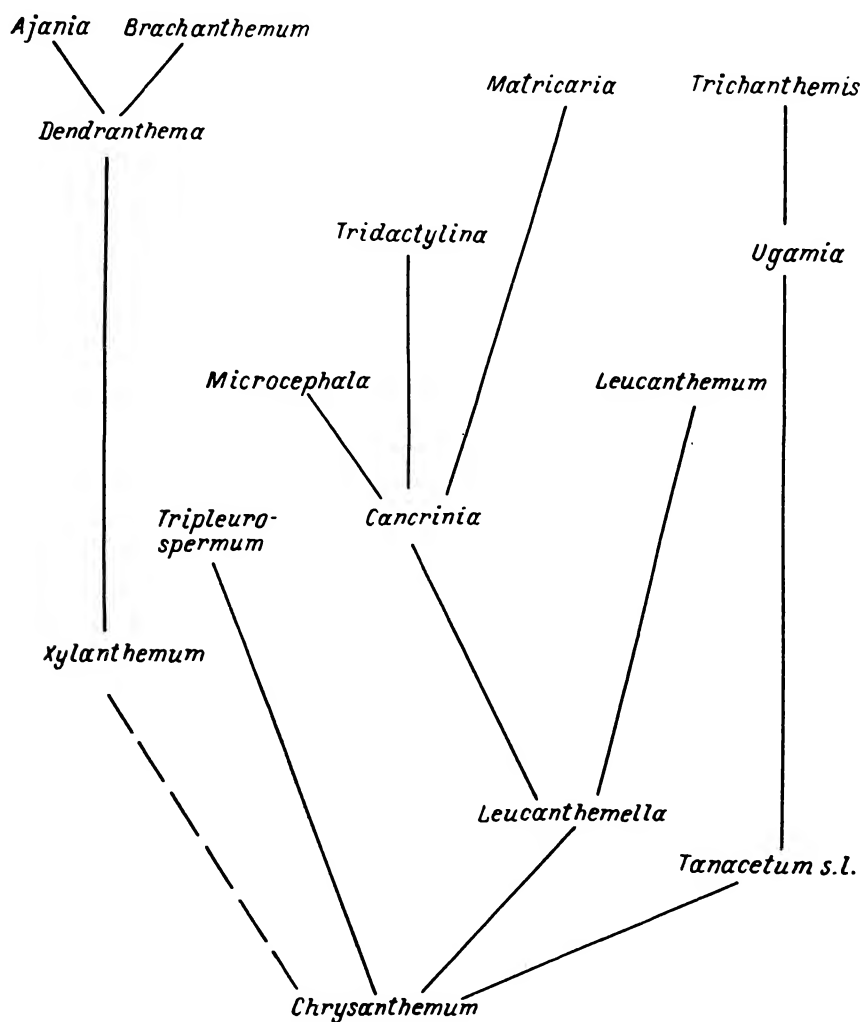 Ajania Brachanthemum
Matricaria Trichanthemis
Dendranthema
Tridactylina
Ugamia
Microcephala Leucanthemum
Tripleuro-
spermum
Cancrinia
Xylanthemum
Leucanthemella
Tanacetum s.l.
Chrysanthemum